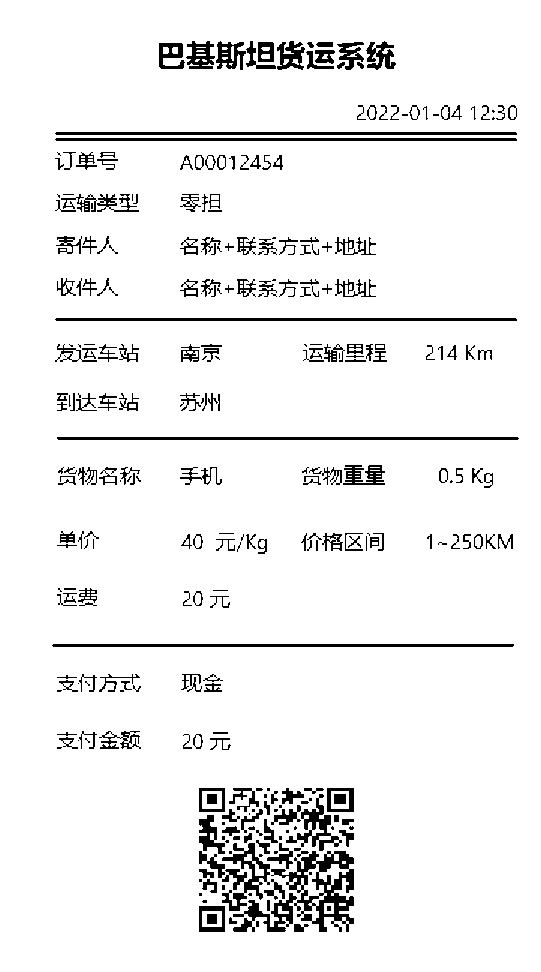 巴基斯坦货运系统
2022-01-04 12:30
订单号 A00012454
运输类型 零担
寄件人 名称+联系方式+地址
收件人 名称+联系方式+地址
发运车站 南京 运输里程 214 Km
到达车站 苏州
货物名称 手机 货物重量 0.5 Kg
单价 40 元/Kg 价格区间 1~250KM
运费 20 元
支付方式 现金
支付金额 20 元